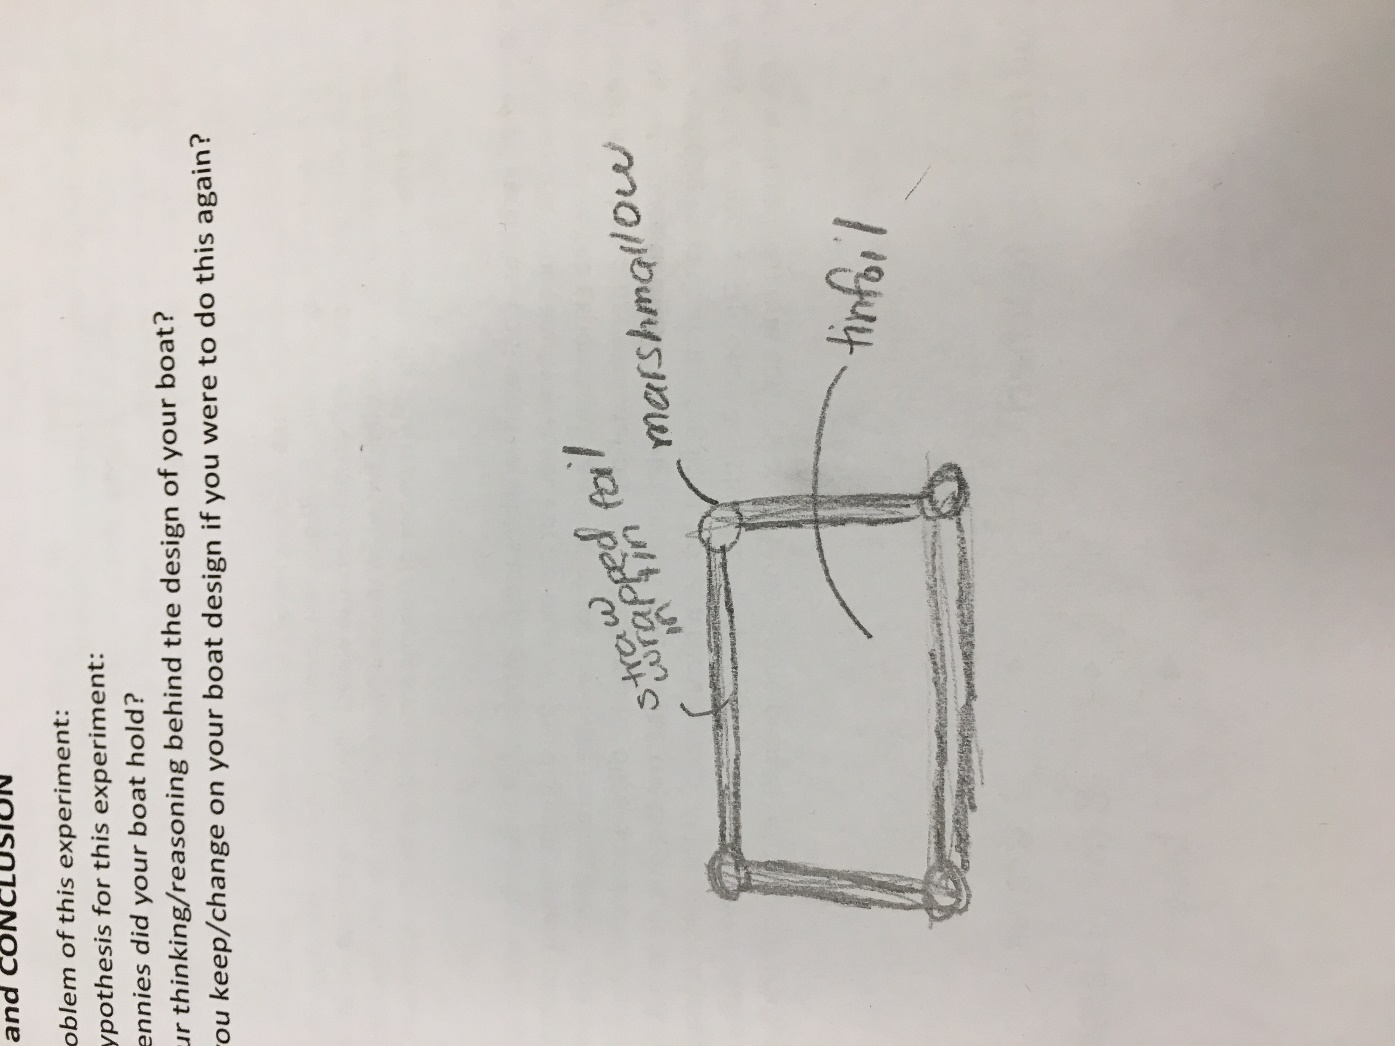 and CONCLUSION
oblem of this experiment:
ypothesis for this experiment:
ennies did your boat hold?
ur thinking/reasoning behind the design of your boat?
ou keep/change on your boat design if you were to do this again?
straw
wrapped foil
in tin
marshmallow
tinfoil